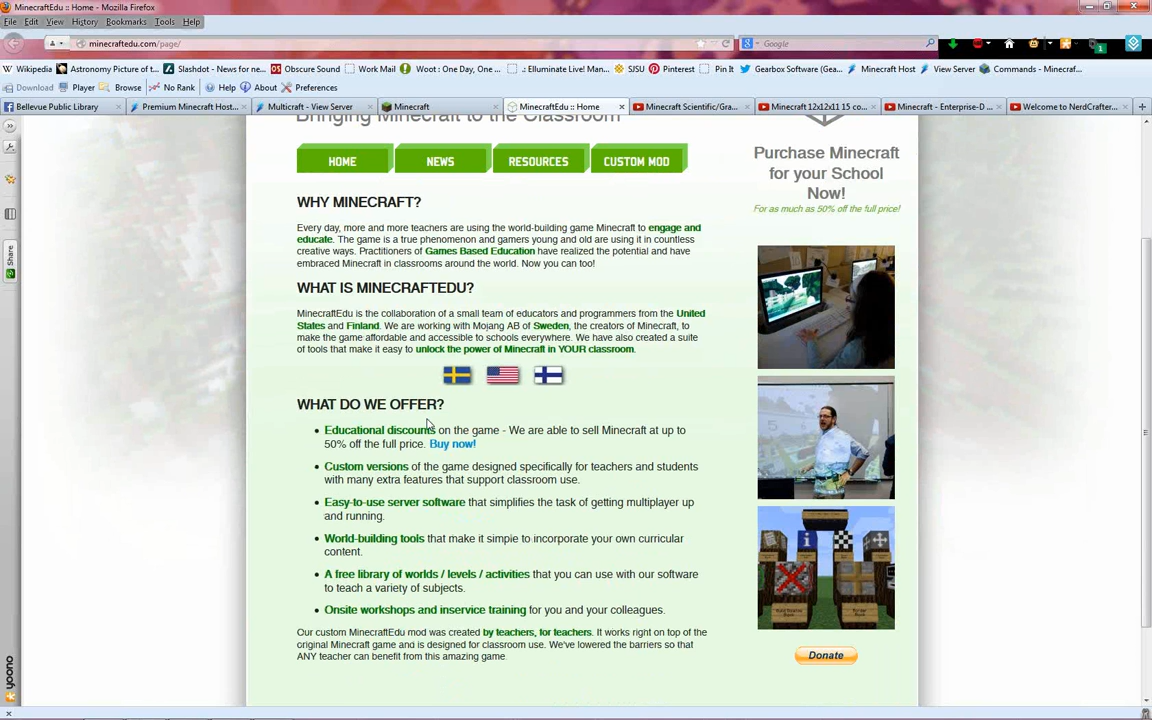 MinecraftEdu :: Home - Mozilla Firefox
File Edit View History Bookmarks Tools Help
minecraftedu.com/page/
Google
Wikipedia Astronomy Picture of t... Slashdot - News for ne... Obscure Sound Work Mail Woot : One Day, One ... .: Elluminate Live! Man... SJSU Pinterest Pin It Gearbox Software (Gea... Minecraft Host View Server Commands - Minecraf...
Download Player Browse No Rank Help About Preferences
Bellevue Public Library Premium Minecraft Host... Multicraft - View Server Minecraft MinecraftEdu :: Home Minecraft Scientific/Gra... Minecraft 12x12x11 15 co... Minecraft - Enterprise-D ... Welcome to NerdCrafter...
Bringing Minecraft to the Classroom
HOME NEWS RESOURCES CUSTOM MOD
WHY MINECRAFT?
Every day, more and more teachers are using the world-building game Minecraft to engage and
educate. The game is a true phenomenon and gamers young and old are using it in countless
creative ways. Practitioners of Games Based Education have realized the potential and have
embraced Minecraft in classrooms around the world. Now you can too!
WHAT IS MINECRAFTEDU?
MinecraftEdu is the collaboration of a small team of educators and programmers from the United
States and Finland. We are working with Mojang AB of Sweden, the creators of Minecraft, to
make the game affordable and accessible to schools everywhere. We have also created a suite
of tools that make it easy to unlock the power of Minecraft in YOUR classroom.
WHAT DO WE OFFER?
Educational discounts on the game - We are able to sell Minecraft at up to
50% off the full price. Buy now!
Custom versions of the game designed specifically for teachers and students
with many extra features that support classroom use.
Easy-to-use server software that simplifies the task of getting multiplayer up
and running.
World-building tools that make it simple to incorporate your own curricular
content.
A free library of worlds / levels / activities that you can use with our software
to teach a variety of subjects.
Onsite workshops and inservice training for you and your colleagues.
Our custom MinecraftEdu mod was created by teachers, for teachers. It works right on top of the
original Minecraft game and is designed for classroom use. We've lowered the barriers so that
ANY teacher can benefit from this amazing game.
Purchase Minecraft
for your School
Now!
For as much as 50% off the full price!
Donate
Share
yoono
1